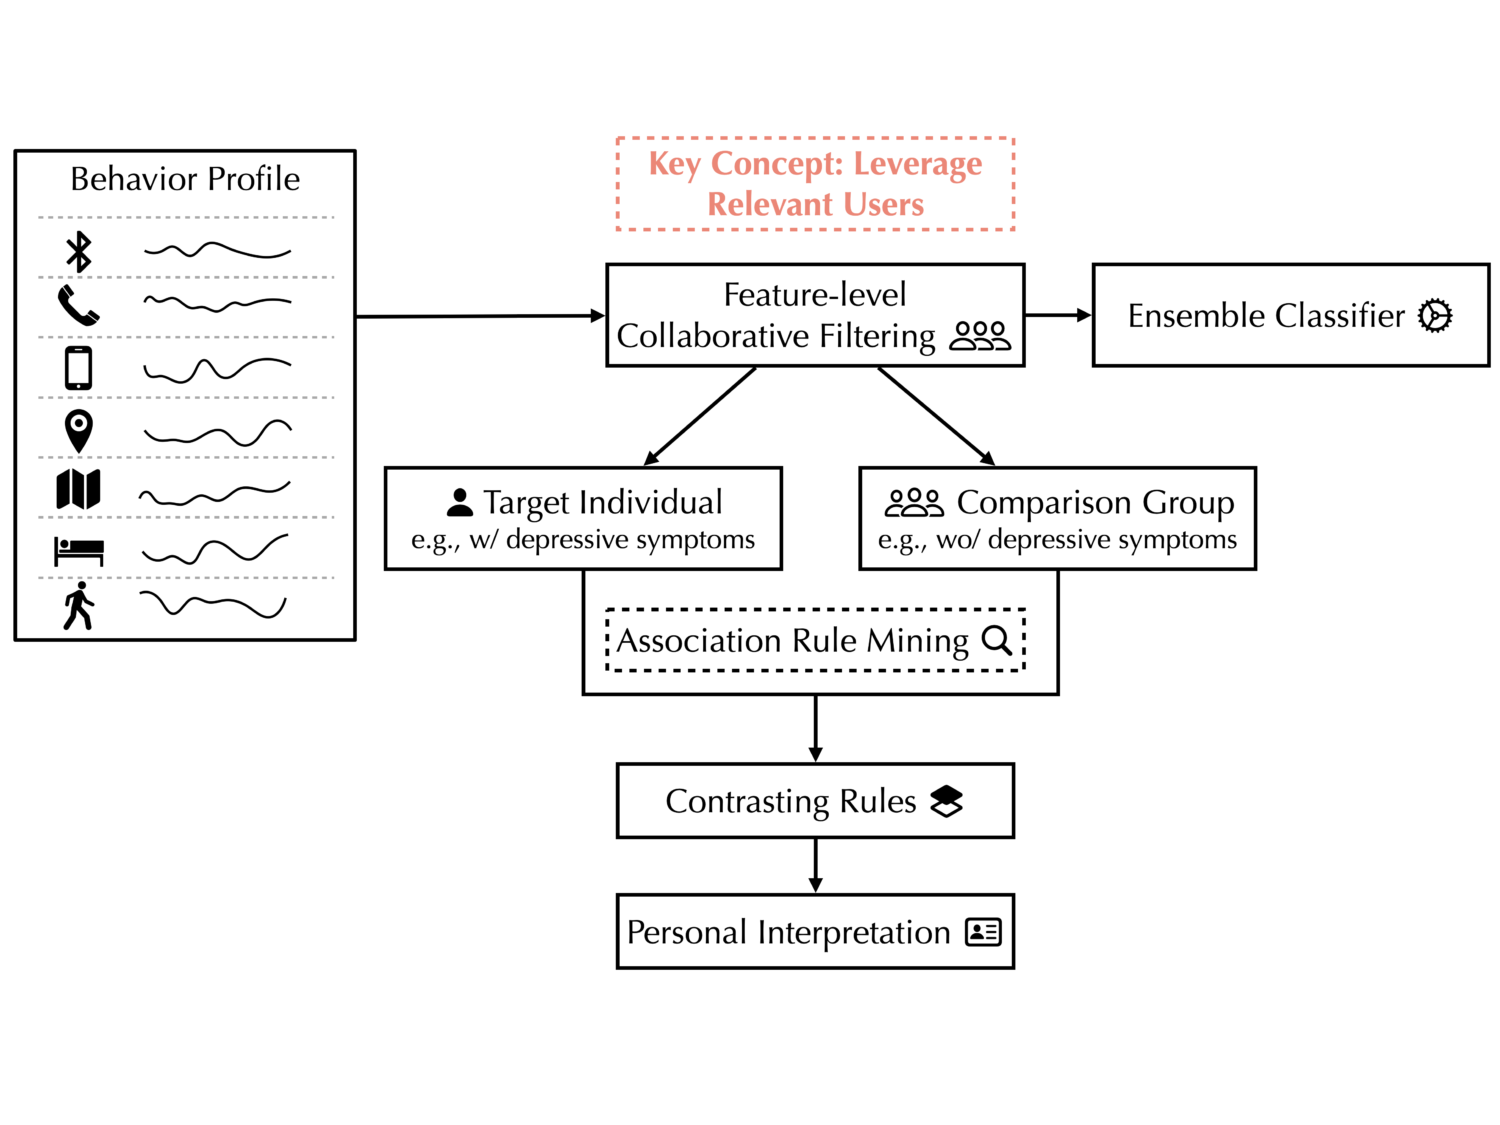 Behavior Profile
Key Concept: Leverage
Relevant Users
Feature-level
Collaborative Filtering
Ensemble Classifier
Target Individual
e.g., w/ depressive symptoms
Comparison Group
e.g., wo/ depressive symptoms
Association Rule Mining
Contrasting Rules
Personal Interpretation